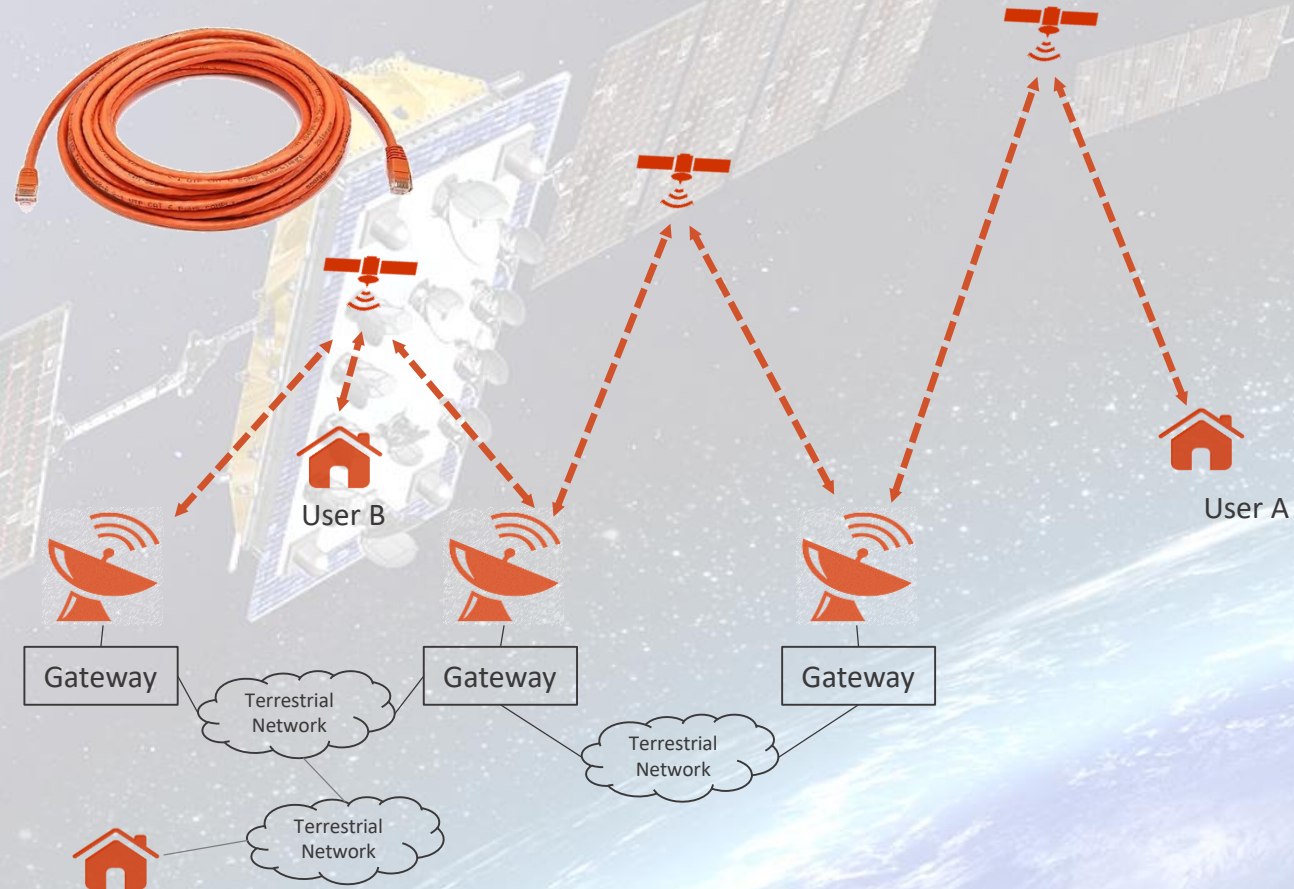 User B
User A
Gateway
Gateway
Gateway
Terrestrial
Network
Terrestrial
Network
Terrestrial
Network